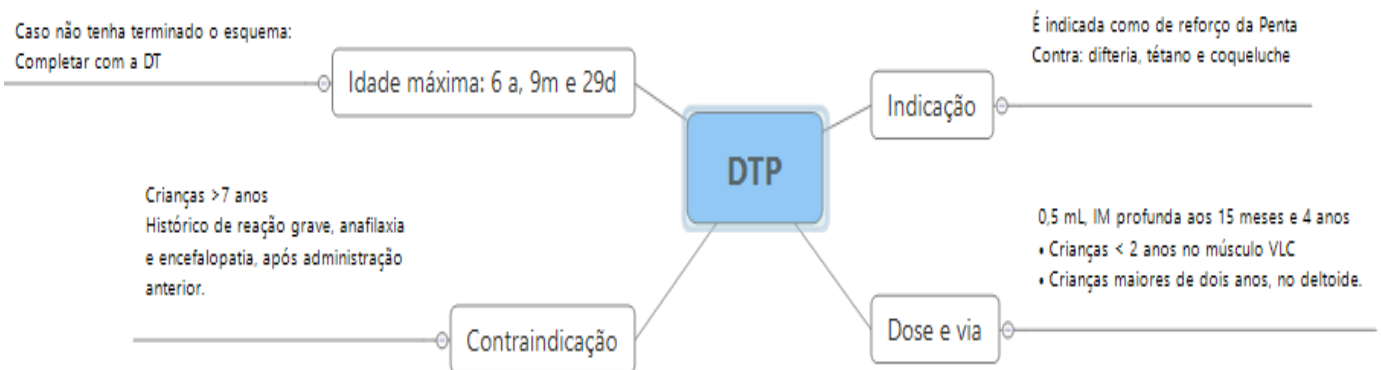 Caso não tenha terminado o esquema:
Completar com a DT
Idade máxima: 6 a, 9m e 29d
É indicada como de reforço da Penta
Contra: difteria, tétano e coqueluche
Indicação
DTP
Crianças >7 anos
Histórico de reação grave, anafilaxia
e encefalopatia, após administração
anterior.
Contraindicação
0,5 mL, IM profunda aos 15 meses e 4 anos
• Crianças < 2 anos no músculo VLC
• Crianças maiores de dois anos, no deltoide.
Dose e via